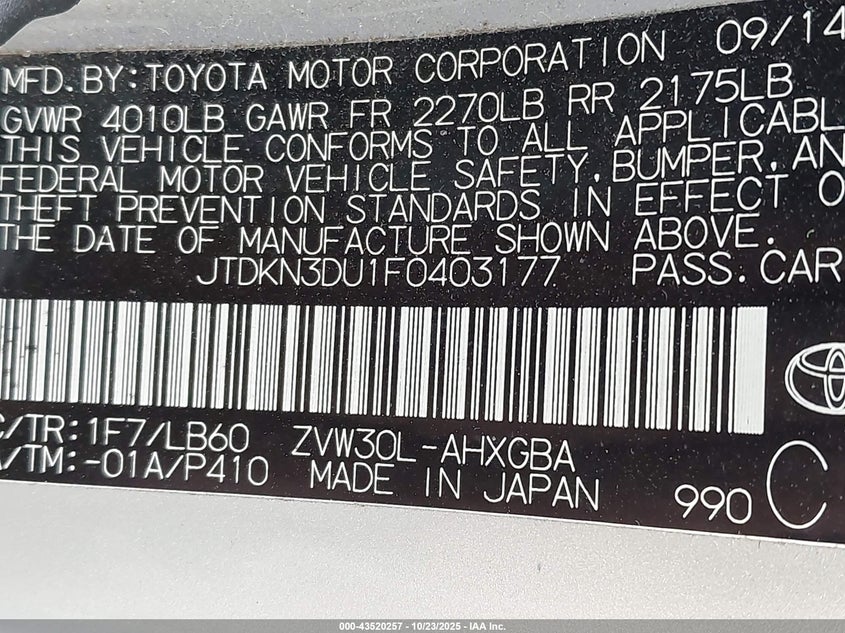 MFD. BY: TOYOTA MOTOR CORPORATION 09/14
GVWR 4010LB GAWR FR 2270LB RR 2175LB
THIS VEHICLE CONFORMS TO ALL APPLICABL
FEDERAL MOTOR VEHICLE SAFETY, BUMPER, AN
THEFT PREVENTION STANDARDS IN EFFECT O
THE DATE OF MANUFACTURE SHOWN ABOVE.
JTDKN3DU1F0403177 PASS. CAR
C/TR: 1F7/LB60 ZVW30L-AHXGBA
A/TM: -01A/P410 MADE IN JAPAN 990 C
000-43520257 - 10/23/2025 - IAA Inc.